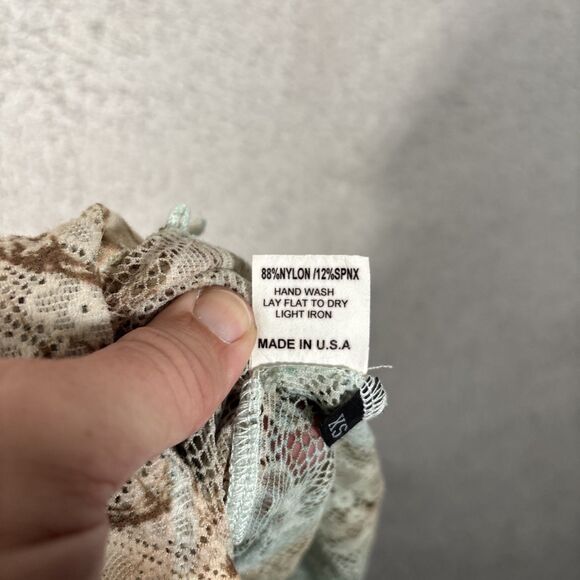 88%NYLON /12%SPNX
HAND WASH
LAY FLAT TO DRY
LIGHT IRON
MADE IN U.S.A
XS